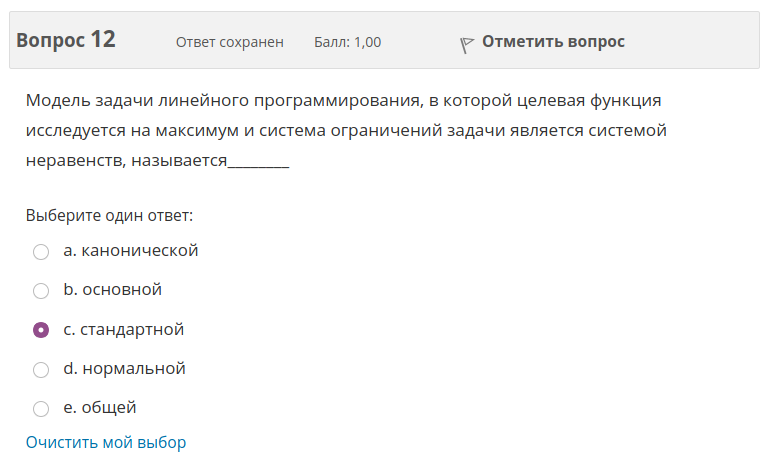 Вопрос 12 Ответ сохранен Балл: 1,00 Отметить вопрос
Модель задачи линейного программирования, в которой целевая функция
исследуется на максимум и система ограничений задачи является системой
неравенств, называется________
Выберите один ответ:
a. канонической
b. основной
c. стандартной
d. нормальной
e. общей
Очистить мой выбор